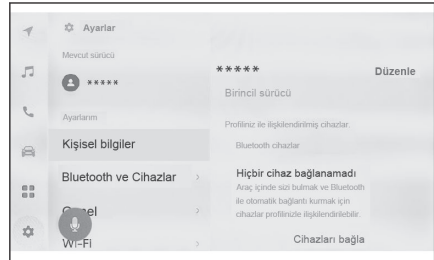 Ayarlar
Mevcut sürücü
*****
Ayarlarım
Kişisel bilgiler
Bluetooth ve Cihazlar
Genel
Wi-Fi
*****
Düzenle
Birincil sürücü
Profiliniz ile ilişkilendirilmiş cihazlar.
Bluetooth cihazlar
Hiçbir cihaz bağlanamadı
Araç içinde sizi bulmak ve Bluetooth
ile otomatik bağlantı kurmak için
cihazlar profilinizle ilişkilendirilebilir.
Cihazları bağla